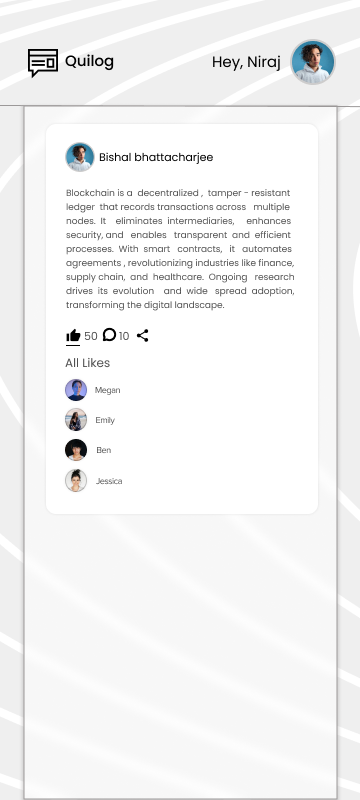 Quilog
Hey, Niraj
Bishal bhattacharjee
Blockchain is a decentralized , tamper - resistant
ledger that records transactions across multiple
nodes. It eliminates intermediaries, enhances
security, and enables transparent and efficient
processes. With smart contracts, it automates
agreements , revolutionizing industries like finance,
supply chain, and healthcare. Ongoing research
drives its evolution and wide spread adoption,
transforming the digital landscape.
50 10
All Likes
Megan
Emily
Ben
Jessica